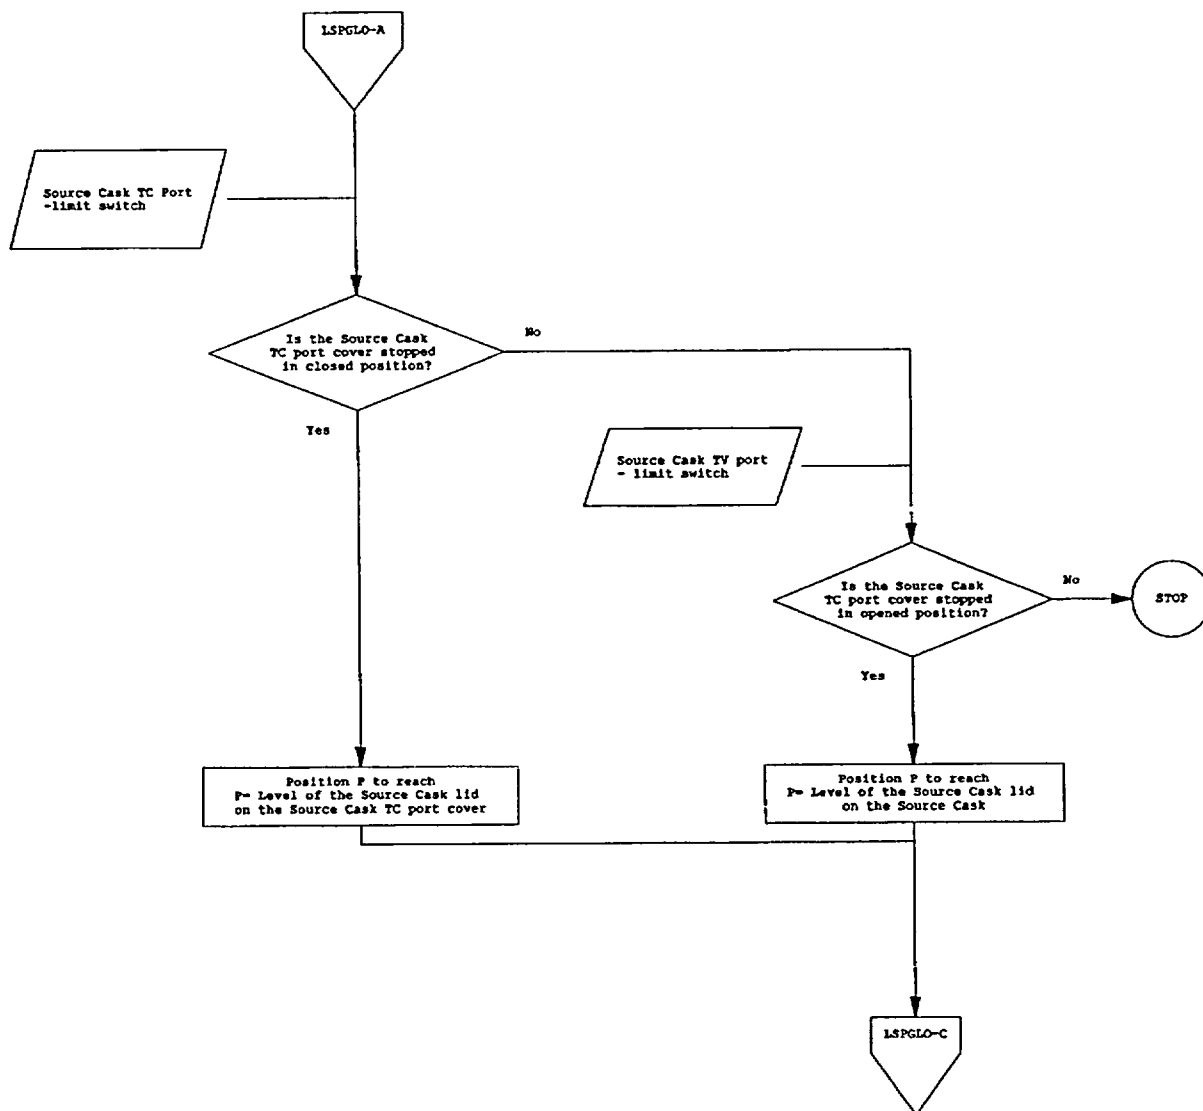 LSPGLO-A
Source Cask TC Port
-limit switch
Is the Source Cask
TC port cover stopped
in closed position?
No
Yes
Source Cask TV port
- limit switch
Is the Source Cask
TC port cover stopped
in opened position?
No
STOP
Yes
Position P to reach
P= Level of the Source Cask lid
on the Source Cask TC port cover
Position P to reach
P= Level of the Source Cask lid
on the Source Cask
LSPGLO-C